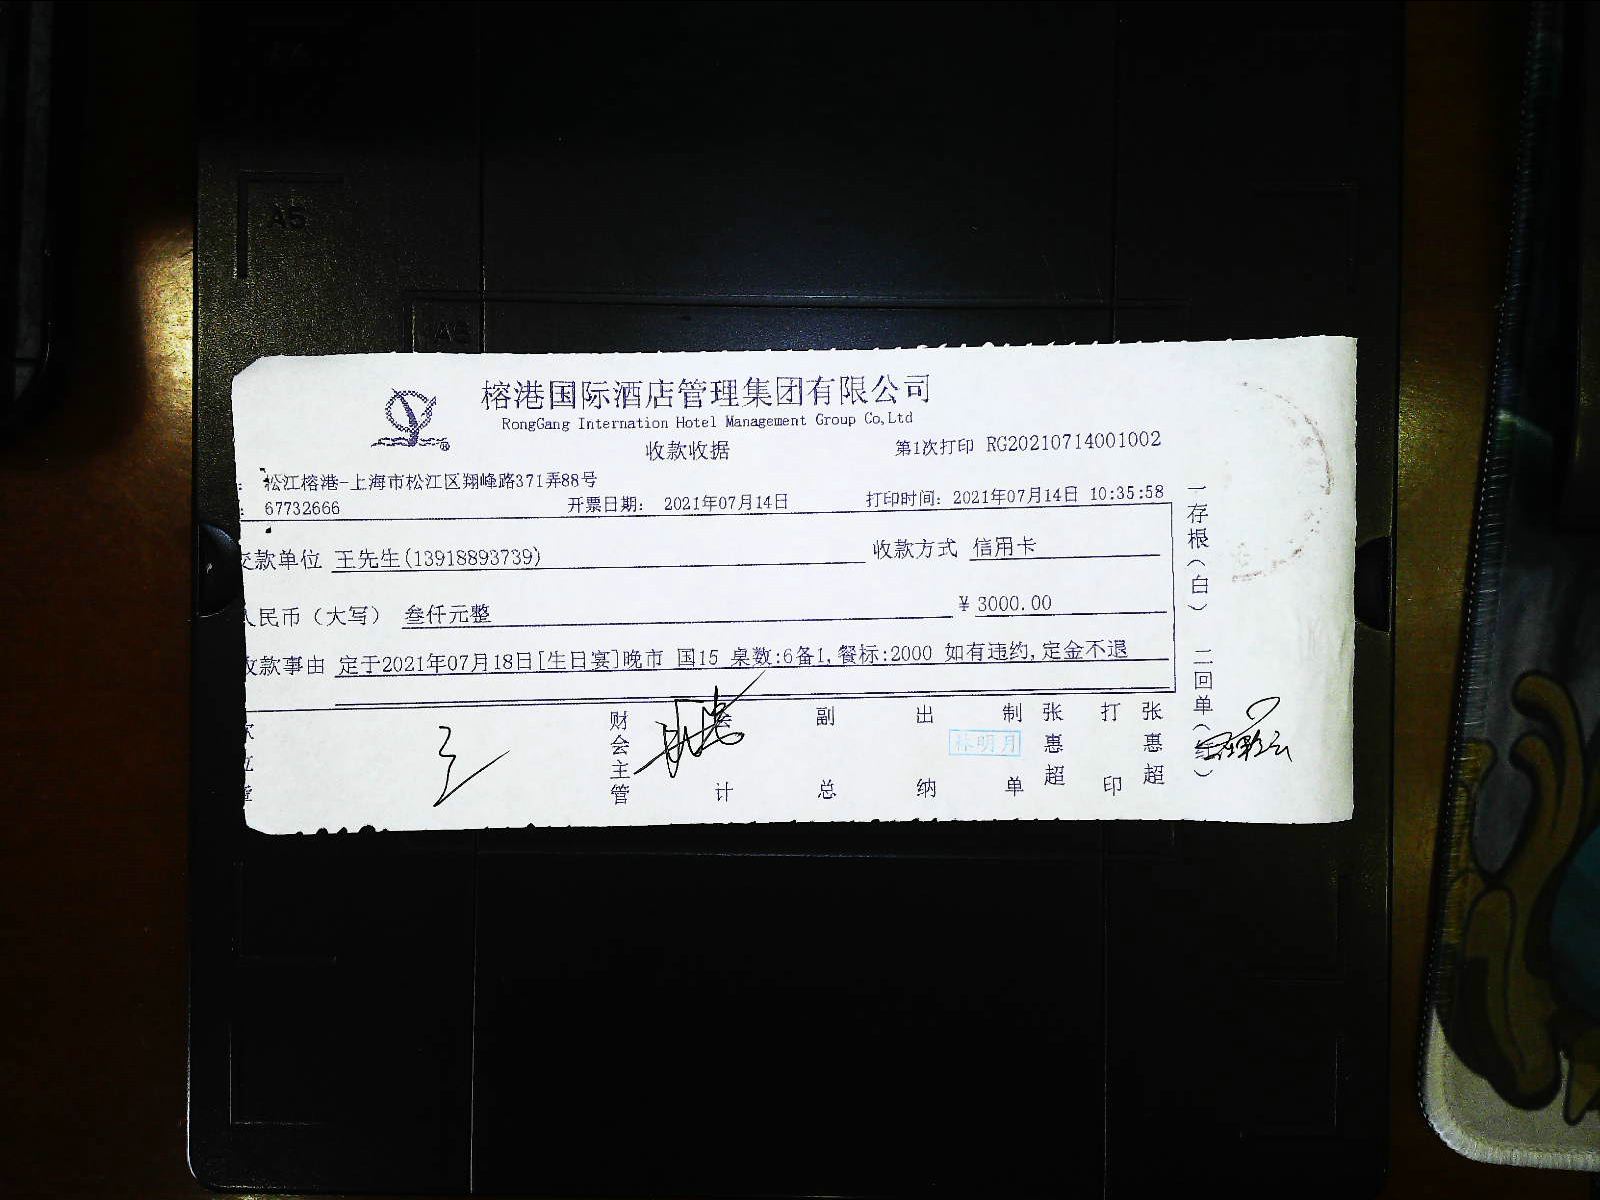 榕港国际酒店管理集团有限公司
RongGang Internation Hotel Management Group Co,Ltd
收款收据
第1次打印 RG20210714001002
: 松江榕港-上海市松江区翔峰路371弄88号
: 67732666 开票日期: 2021年07月14日 打印时间: 2021年07月14日 10:35:58
交款单位 王先生(13918893739) 收款方式 信用卡
人民币（大写） 叁仟元整 ¥ 3000.00
收款事由 定于2021年07月18日[生日宴]晚市 国15 桌数:6备1,餐标:2000 如有违约,定金不退
财会主管 会计 副总 出纳 林明月 制单 张惠超 打印 张惠超
一存根（白） 二回单（红）
A5
A6